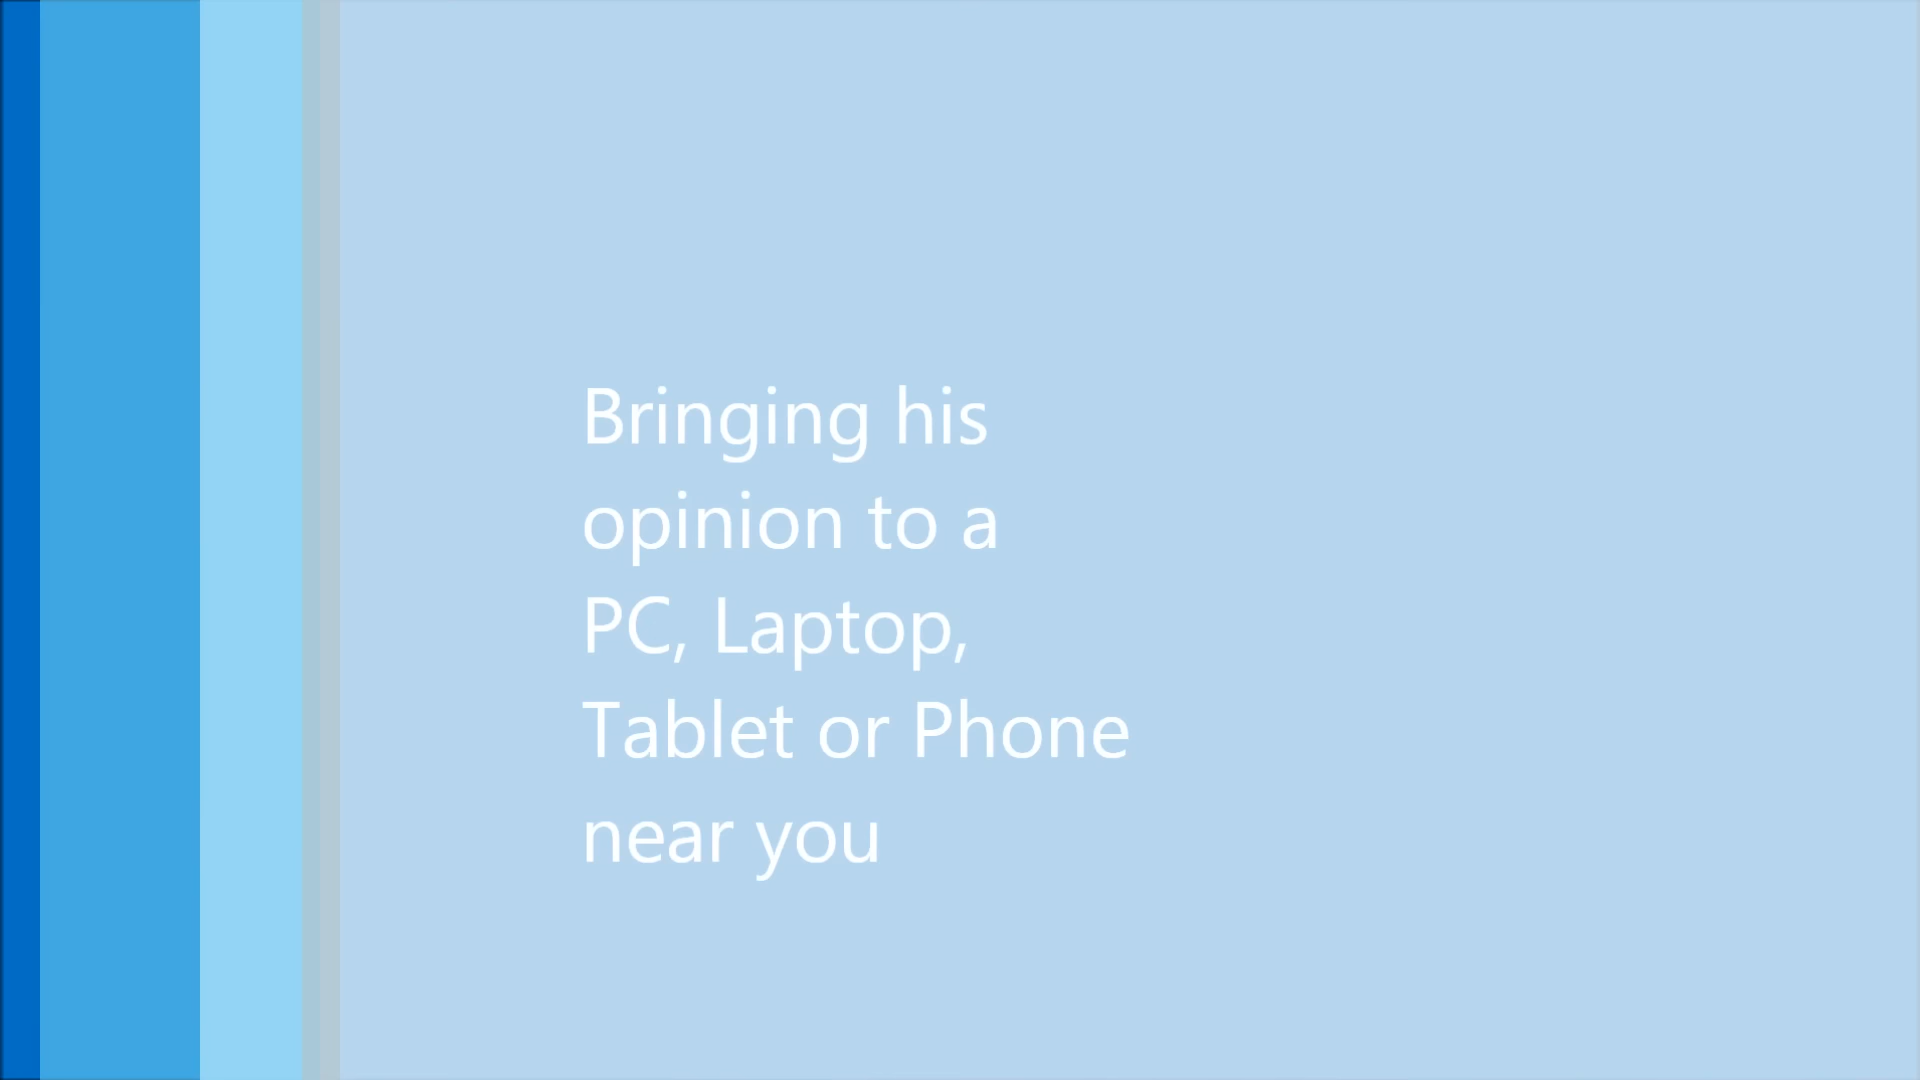 Bringing his
opinion to a
PC, Laptop,
Tablet or Phone
near you